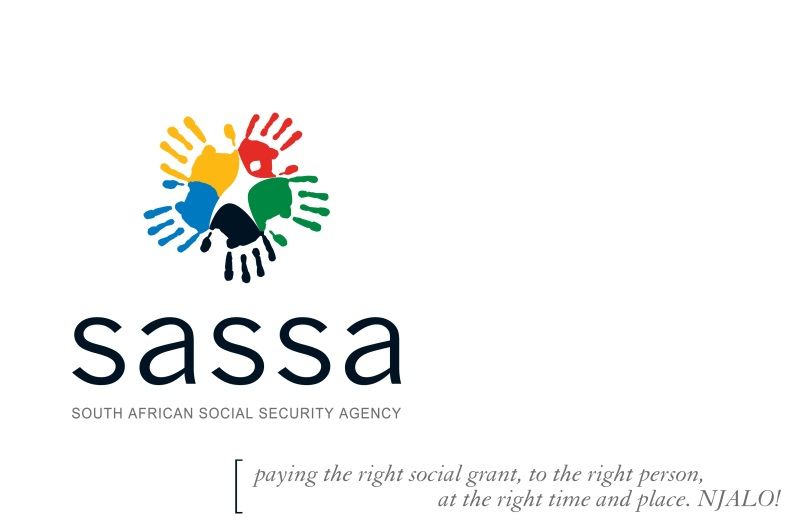 sassa
SOUTH AFRICAN SOCIAL SECURITY AGENCY
paying the right social grant, to the right person,
at the right time and place. NJALO!